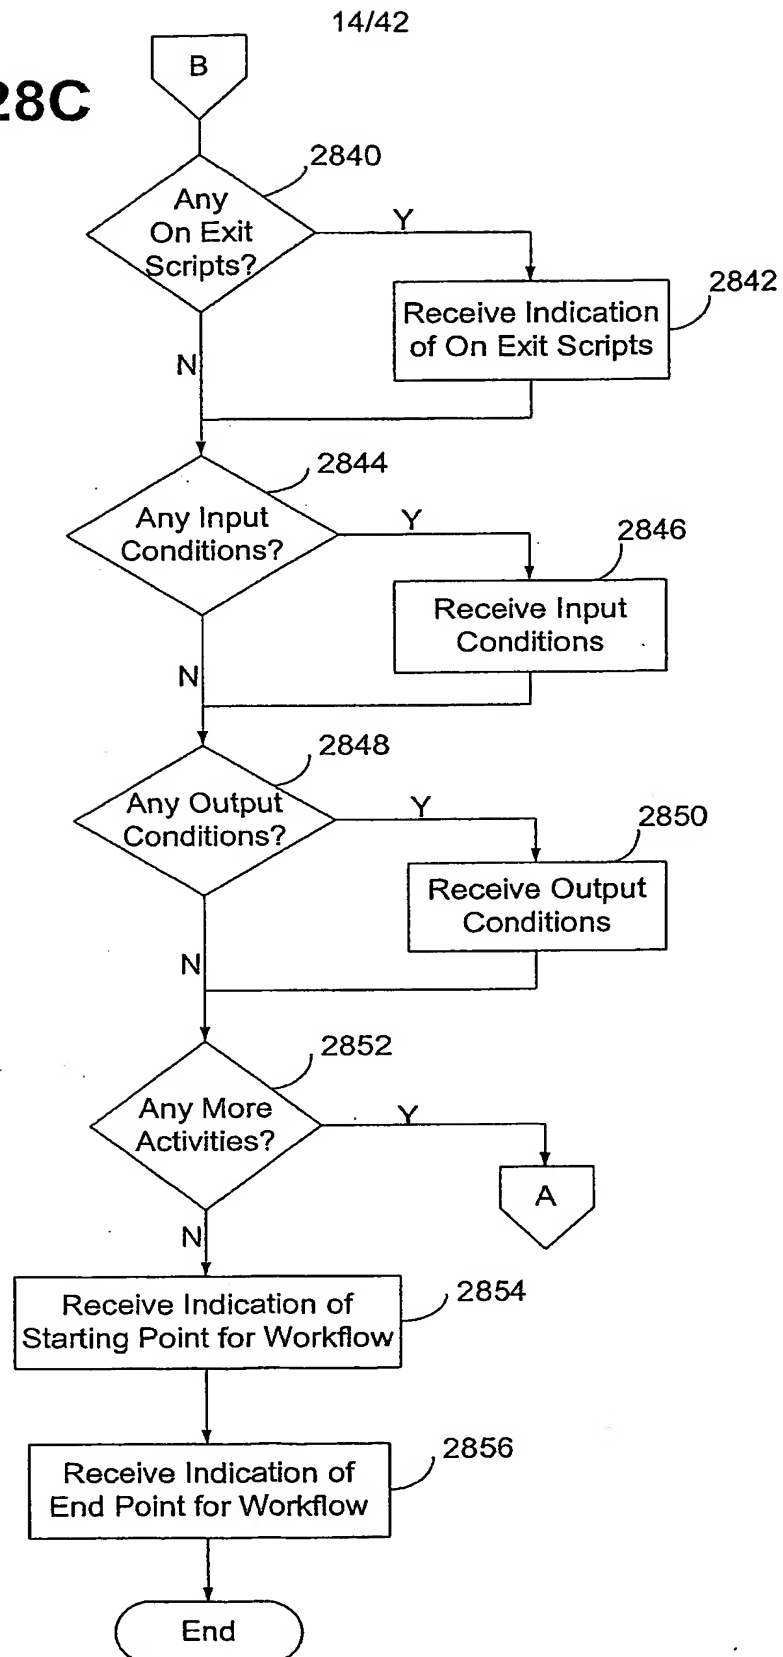 14/42
B
28C
2840
Any
On Exit
Scripts?
Y
2842
Receive Indication
of On Exit Scripts
N
2844
Any Input
Conditions?
Y
2846
Receive Input
Conditions
N
2848
Any Output
Conditions?
Y
2850
Receive Output
Conditions
N
2852
Any More
Activities?
Y
A
N
2854
Receive Indication of
Starting Point for Workflow
2856
Receive Indication of
End Point for Workflow
End